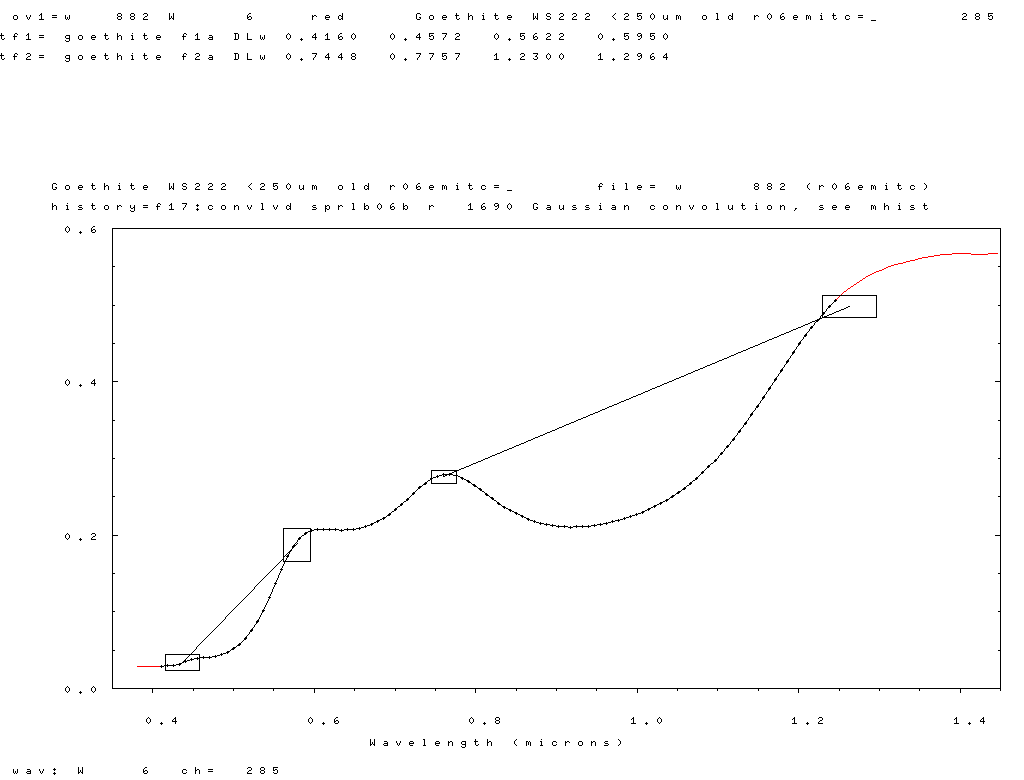 ov1=w 882 W 6 red Goethite WS222 <250um old r06emitc=_ 285
tf1= goethite f1a DLw 0.4160 0.4572 0.5622 0.5950
tf2= goethite f2a DLw 0.7448 0.7757 1.2300 1.2964
Goethite WS222 <250um old r06emitc=_ file= w 882 (r06emitc)
history=f17:convlvd sprlb06b r 1690 Gaussian convolution, see mhist
0.6
0.4
0.2
0.0
0.4 0.6 0.8 1.0 1.2 1.4
Wavelength (microns)
wav: W 6 ch= 285